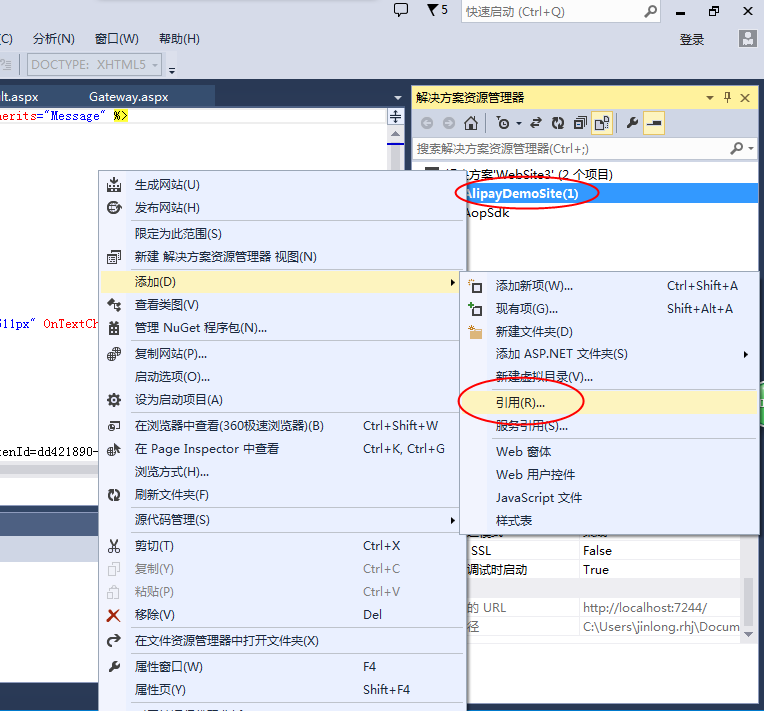 5
快速启动 (Ctrl+Q)
(C) 分析(N) 窗口(W) 帮助(H)
登录
DOCTYPE: XHTML5
lt.aspx Gateway.aspx
herits="Message" %>
解决方案资源管理器
搜索解决方案资源管理器(Ctrl+;)
决方案'WebSite3' (2 个项目)
AlipayDemoSite(1)
AopSdk
生成网站(U)
发布网站(H)
限定为此范围(S)
新建 解决方案资源管理器 视图(N)
添加(D)
查看类图(V)
管理 NuGet 程序包(N)...
复制网站(P)...
启动选项(O)...
设为启动项目(A)
在浏览器中查看(360极速浏览器)(B) Ctrl+Shift+W
在 Page Inspector 中查看 Ctrl+K, Ctrl+G
浏览方式(H)...
刷新文件夹(F)
源代码管理(S)
剪切(T) Ctrl+X
复制(Y) Ctrl+C
粘贴(P) Ctrl+V
移除(V) Del
在文件资源管理器中打开文件夹(X)
属性窗口(W) F4
属性页(Y) Shift+F4
添加新项(W)... Ctrl+Shift+A
现有项(G)... Shift+Alt+A
新建文件夹(D)
添加 ASP.NET 文件夹(S)
新建虚拟目录(V)...
引用(R)...
服务引用(S)...
Web 窗体
Web 用户控件
JavaScript 文件
样式表
511px" OnTextCh
kenId=dd421890-
SSL False
调试时启动 True
的 URL http://localhost:7244/
径 C:\Users\jinlong.rhj\Docum